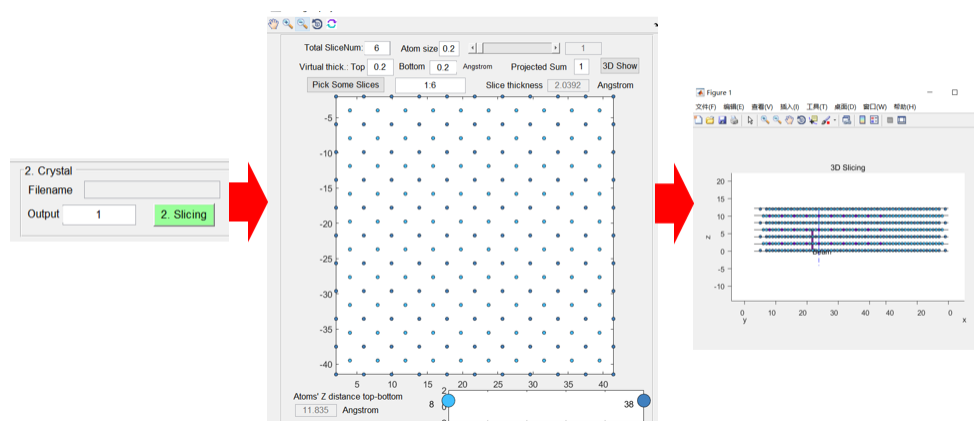 2. Crystal
Filename
Output 1 2. Slicing
Total SliceNum: 6 Atom size 0.2 1
Virtual thick.: Top 0.2 Bottom 0.2 Angstrom Projected Sum 1 3D Show
Pick Some Slices 1:6 Slice thickness 2.0392 Angstrom
-5
-10
-15
-20
-25
-30
-35
-40
5 10 15 20 25 30 35 40
Atoms' Z distance top-bottom
11.835 Angstrom
2
8 0 38
Figure 1
文件(F) 编辑(E) 查看(V) 插入(I) 工具(T) 桌面(D) 窗口(W) 帮助(H)
3D Slicing
20
15
10
5
0
-5
-10
z
Beam
0 10 20 30 40 40 20 0
y x